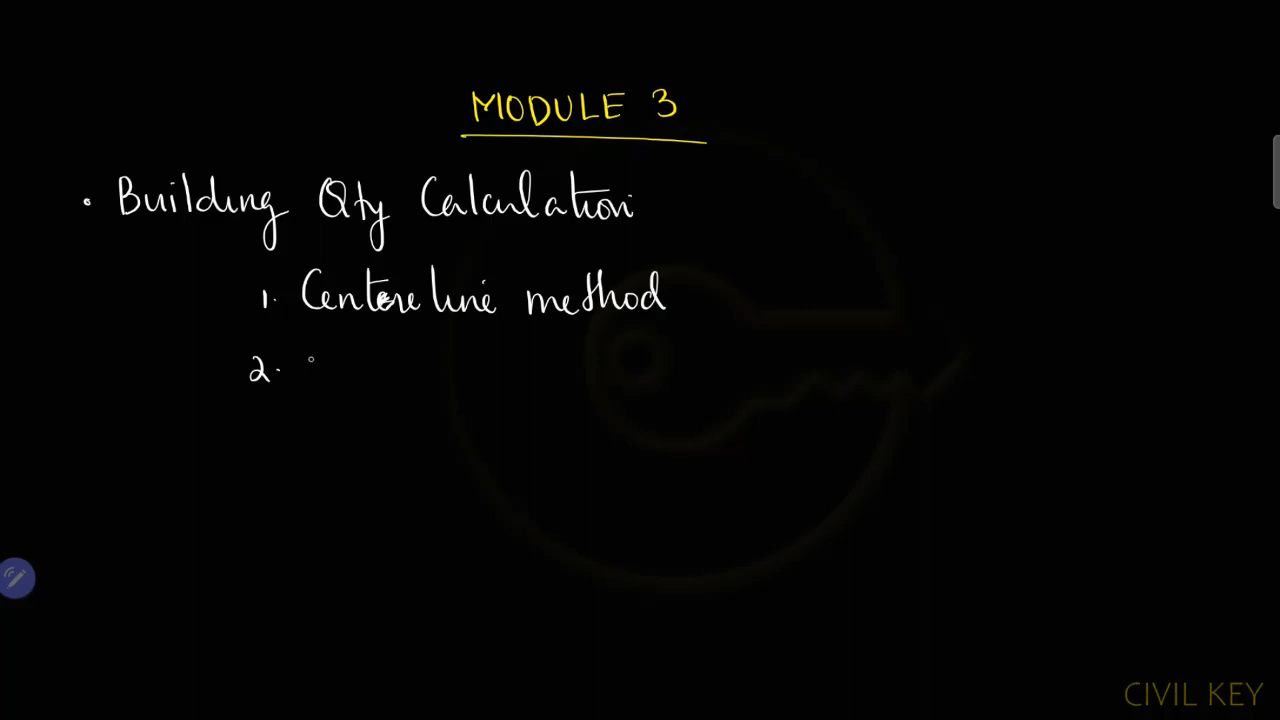 MODULE 3
• Building Qty Calculation
1. Centre line method
2.
CIVIL KEY